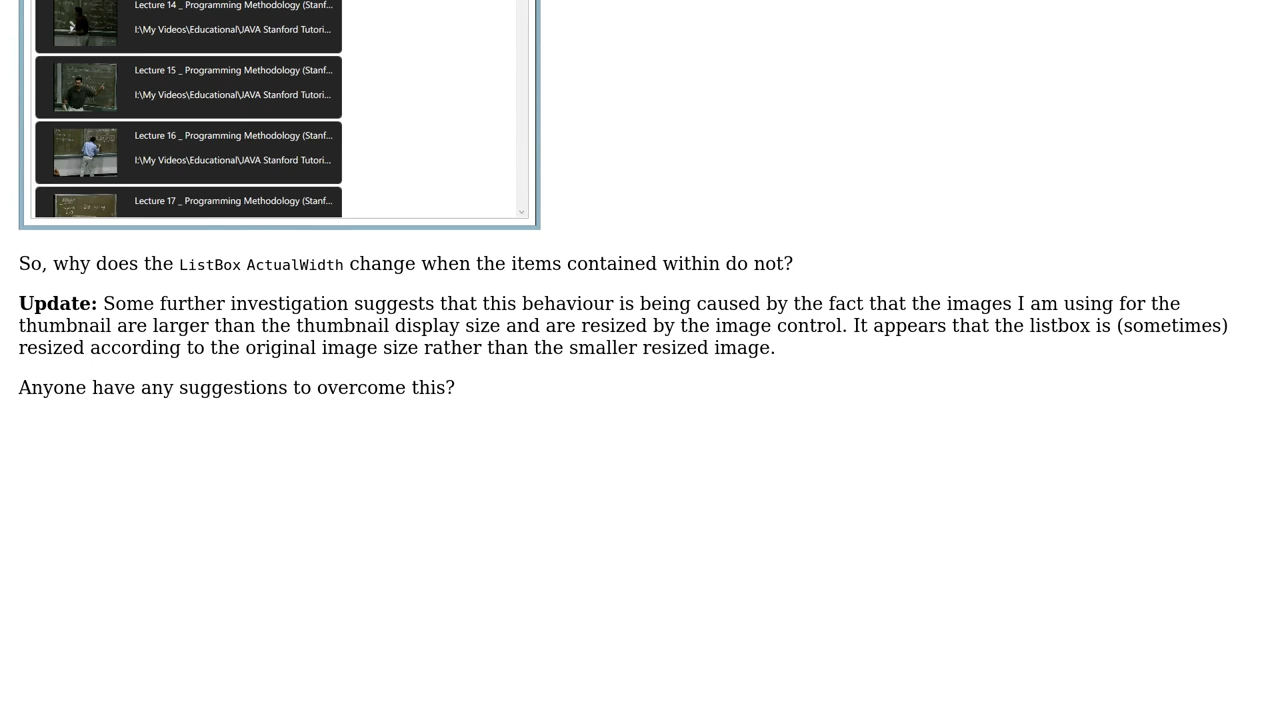 Lecture 14 _ Programming Methodology (Stanf...
I:\My Videos\Educational\JAVA Stanford Tutori...
Lecture 15 _ Programming Methodology (Stanf...
I:\My Videos\Educational\JAVA Stanford Tutori...
Lecture 16 _ Programming Methodology (Stanf...
I:\My Videos\Educational\JAVA Stanford Tutori...
Lecture 17 _ Programming Methodology (Stanf...
So, why does the ListBox ActualWidth change when the items contained within do not?
Update: Some further investigation suggests that this behaviour is being caused by the fact that the images I am using for the
thumbnail are larger than the thumbnail display size and are resized by the image control. It appears that the listbox is (sometimes)
resized according to the original image size rather than the smaller resized image.
Anyone have any suggestions to overcome this?